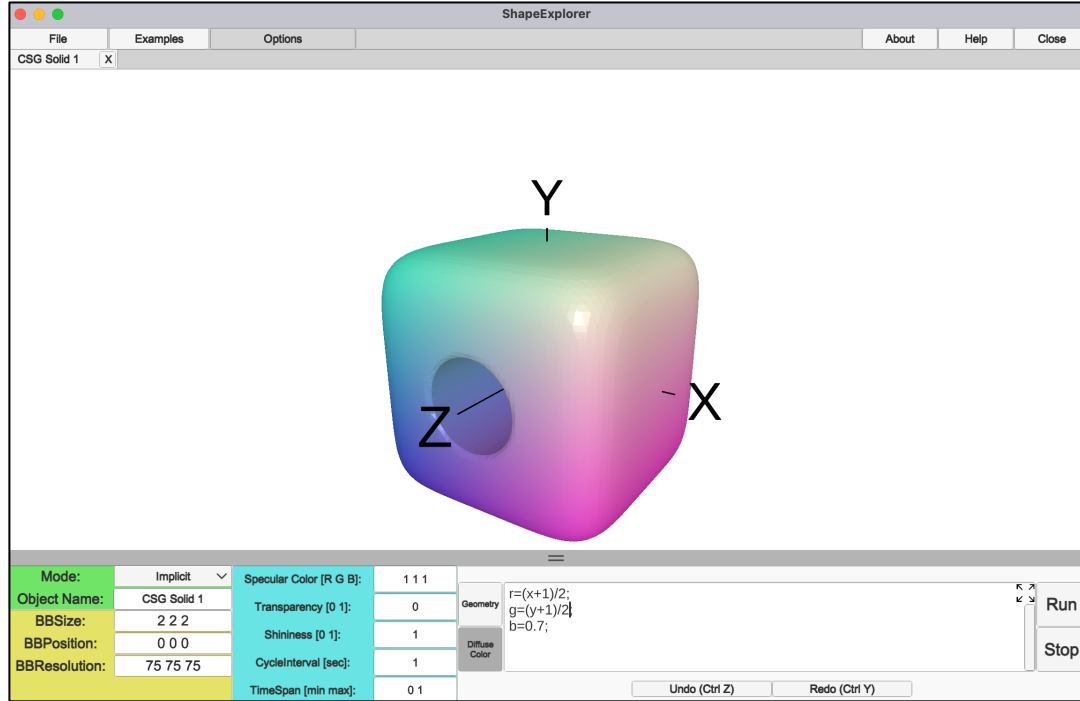 ShapeExplorer
File Examples Options About Help Close
CSG Solid 1 X
Y
X
Z
Mode: Implicit
Object Name: CSG Solid 1
BBSize: 2 2 2
BBPosition: 0 0 0
BBResolution: 75 75 75
Specular Color [R G B]: 1 1 1
Transparency [0 1]: 0
Shininess [0 1]: 1
CycleInterval [sec]: 1
TimeSpan [min max]: 0 1
Geometry
Diffuse
Color
r=(x+1)/2;
g=(y+1)/2;
b=0.7;
Run
Stop
Undo (Ctrl Z) Redo (Ctrl Y)